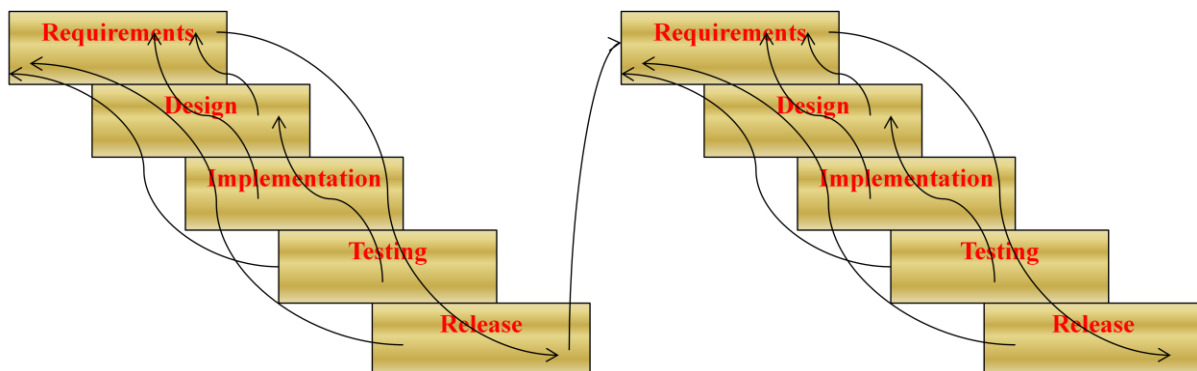 Requirements
Design
Implementation
Testing
Release
Requirements
Design
Implementation
Testing
Release